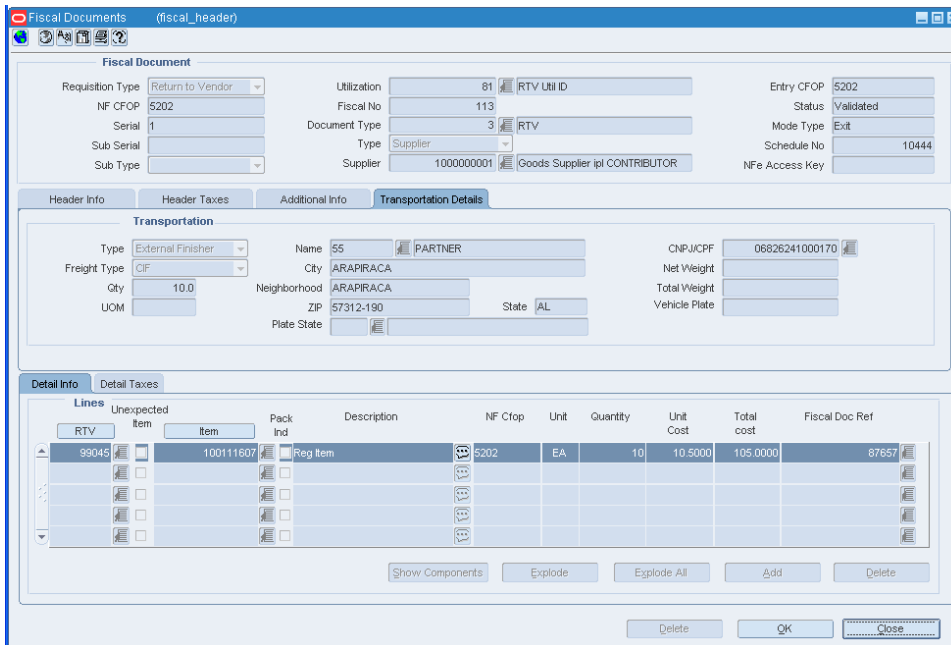 Fiscal Documents (fiscal_header)
Fiscal Document
Requisition Type Return to Vendor Utilization 81 RTV Util ID Entry CFOP 5202
NF CFOP 5202 Fiscal No 113 Status Validated
Serial 1 Document Type 3 RTV Mode Type Exit
Sub Serial Type Supplier Schedule No 10444
Sub Type Supplier 1000000001 Goods Supplier ipl CONTRIBUTOR NFe Access Key
Header Info Header Taxes Additional Info Transportation Details
Transportation
Type External Finisher Name 55 PARTNER CNPJ/CPF 06826241000170
Freight Type CIF City ARAPIRACA Net Weight
Qty 10.0 Neighborhood ARAPIRACA Total Weight
UOM ZIP 57312-190 State AL Vehicle Plate
Plate State
Detail Info Detail Taxes
Lines
RTV Unexpected Item Item Pack Ind Description NF Cfop Unit Quantity Unit Cost Total cost Fiscal Doc Ref
99045 100111607 Reg Item 5202 EA 10 10.5000 105.0000 87657
Show Components Explode Explode All Add Delete
Delete OK Close